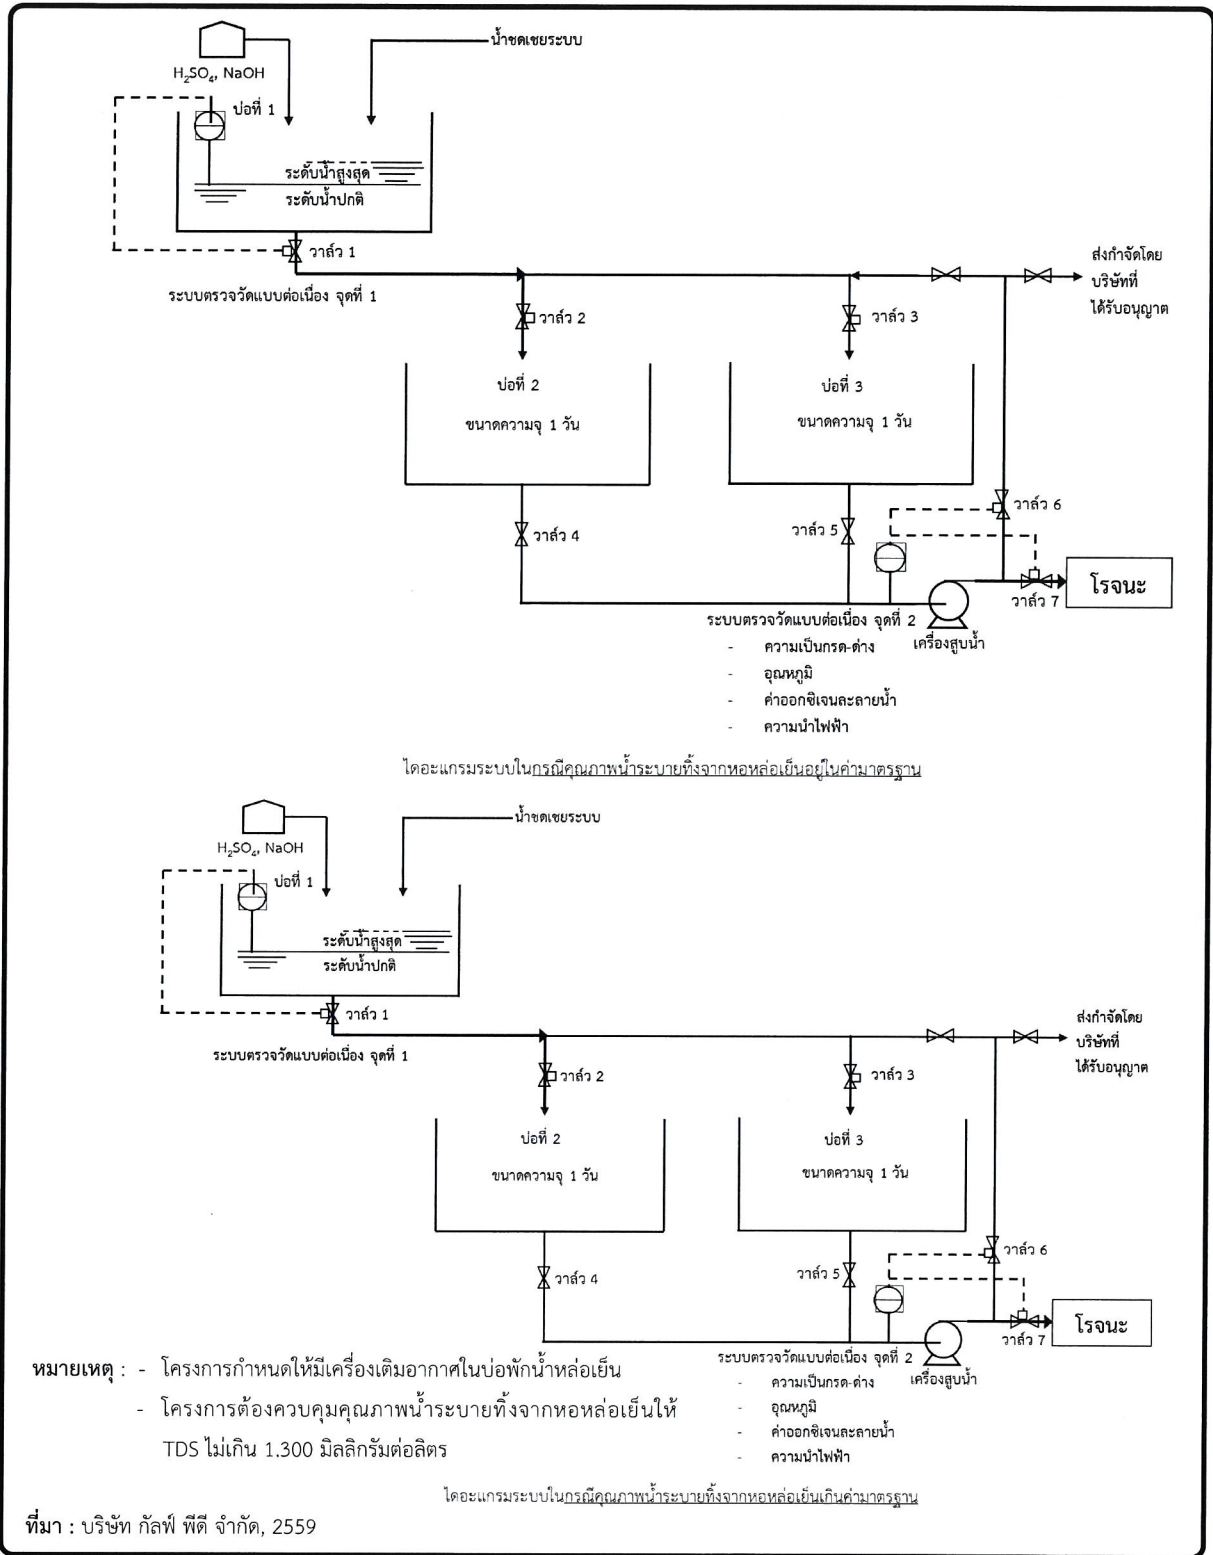 น้ำชดเชยระบบ
H₂SO₄, NaOH
บ่อที่ 1
ระดับน้ำสูงสุด
ระดับน้ำปกติ
วาล์ว 1
ส่งกำจัดโดย
บริษัทที่
ได้รับอนุญาต
ระบบตรวจวัดแบบต่อเนื่อง จุดที่ 1
วาล์ว 2
วาล์ว 3
บ่อที่ 2
ขนาดความจุ 1 วัน
บ่อที่ 3
ขนาดความจุ 1 วัน
วาล์ว 6
วาล์ว 4
วาล์ว 5
โรจนะ
วาล์ว 7
ระบบตรวจวัดแบบต่อเนื่อง จุดที่ 2
เครื่องสูบน้ำ
- ความเป็นกรด-ด่าง
- อุณหภูมิ
- ค่าออกซิเจนละลายน้ำ
- ความนำไฟฟ้า
ไดอะแกรมระบบในกรณีคุณภาพน้ำระบายทิ้งจากหอหล่อเย็นอยู่ในค่ามาตรฐาน
น้ำชดเชยระบบ
H₂SO₄, NaOH
บ่อที่ 1
ระดับน้ำสูงสุด
ระดับน้ำปกติ
วาล์ว 1
ส่งกำจัดโดย
บริษัทที่
ได้รับอนุญาต
ระบบตรวจวัดแบบต่อเนื่อง จุดที่ 1
วาล์ว 2
วาล์ว 3
บ่อที่ 2
ขนาดความจุ 1 วัน
บ่อที่ 3
ขนาดความจุ 1 วัน
วาล์ว 6
วาล์ว 4
วาล์ว 5
โรจนะ
วาล์ว 7
ระบบตรวจวัดแบบต่อเนื่อง จุดที่ 2
เครื่องสูบน้ำ
- ความเป็นกรด-ด่าง
- อุณหภูมิ
- ค่าออกซิเจนละลายน้ำ
- ความนำไฟฟ้า
หมายเหตุ : - โครงการกำหนดให้มีเครื่องเติมอากาศในบ่อพักน้ำหล่อเย็น
- โครงการต้องควบคุมคุณภาพน้ำระบายทิ้งจากหอหล่อเย็นให้
TDS ไม่เกิน 1.300 มิลลิกรัมต่อลิตร
ไดอะแกรมระบบในกรณีคุณภาพน้ำระบายทิ้งจากหอหล่อเย็นเกินค่ามาตรฐาน
ที่มา : บริษัท กัลฟ์ พีดี จำกัด, 2559